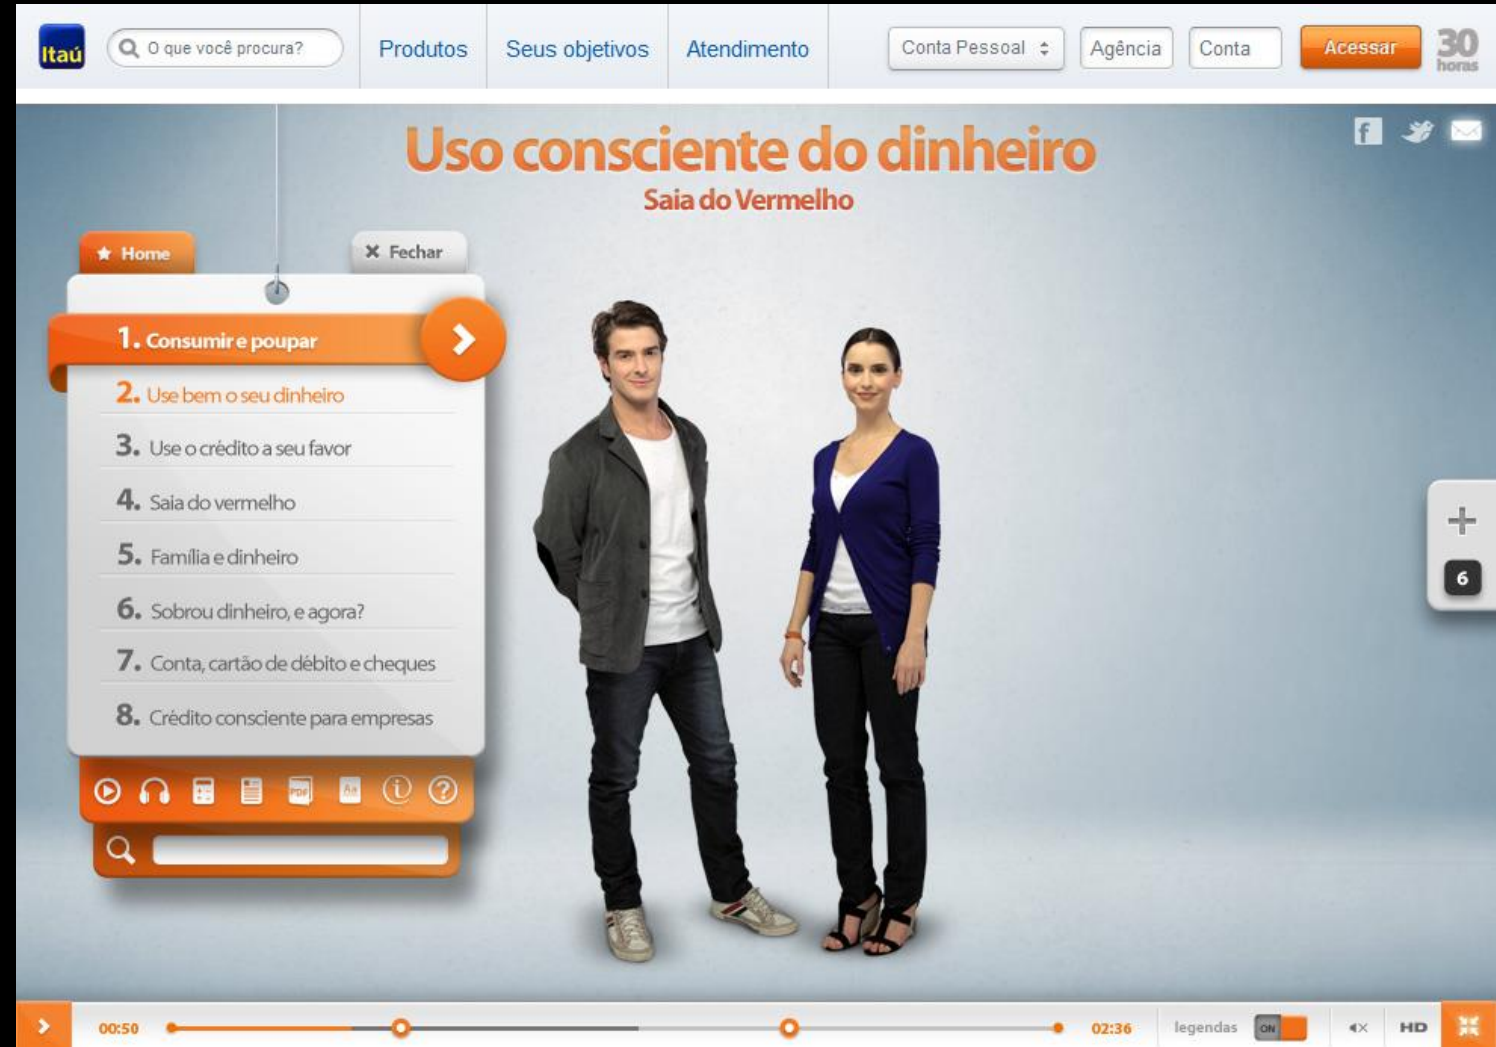 Itaú
O que você procura?
Produtos
Seus objetivos
Atendimento
Conta Pessoal
Agência
Conta
Acessar
30
horas
Uso consciente do dinheiro
Saia do Vermelho
Home
Fechar
1. Consumir e poupar
2. Use bem o seu dinheiro
3. Use o crédito a seu favor
4. Saia do vermelho
5. Família e dinheiro
6. Sobrou dinheiro, e agora?
7. Conta, cartão de débito e cheques
8. Crédito consciente para empresas
PDF
Aa
6
00:50
02:36
legendas
ON
HD